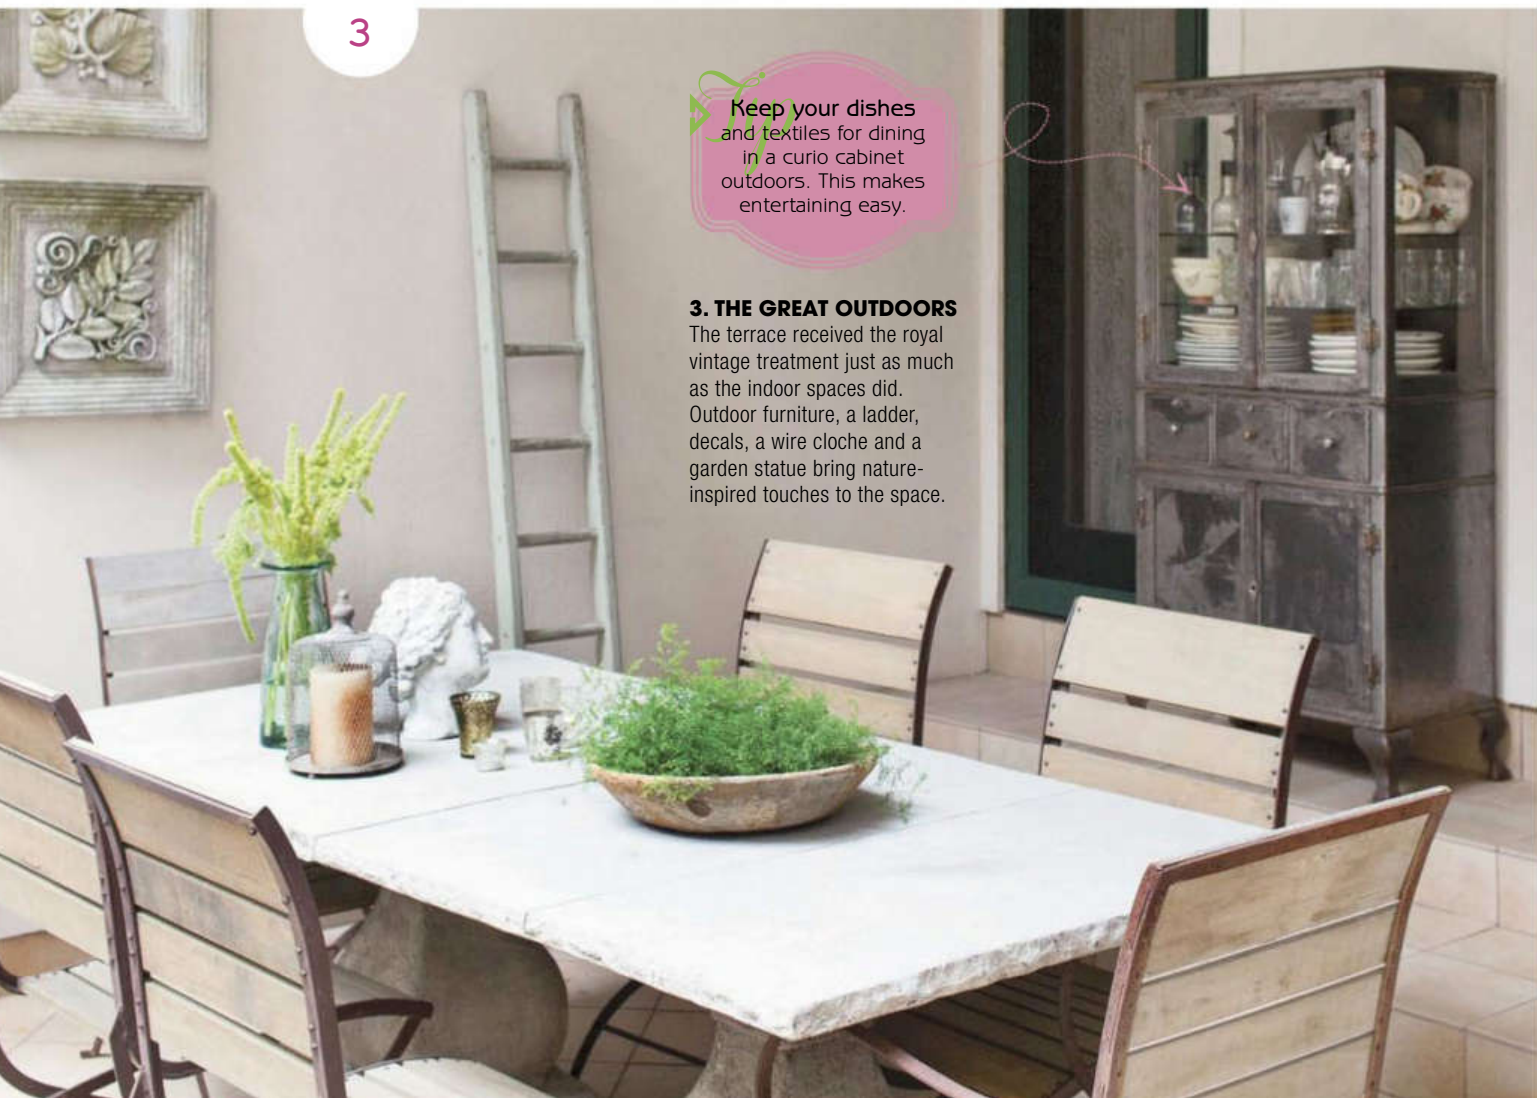 3
Tip
Keep your dishes
and textiles for dining
in a curio cabinet
outdoors. This makes
entertaining easy.
3. THE GREAT OUTDOORS
The terrace received the royal
vintage treatment just as much
as the indoor spaces did.
Outdoor furniture, a ladder,
decals, a wire cloche and a
garden statue bring nature-
inspired touches to the space.